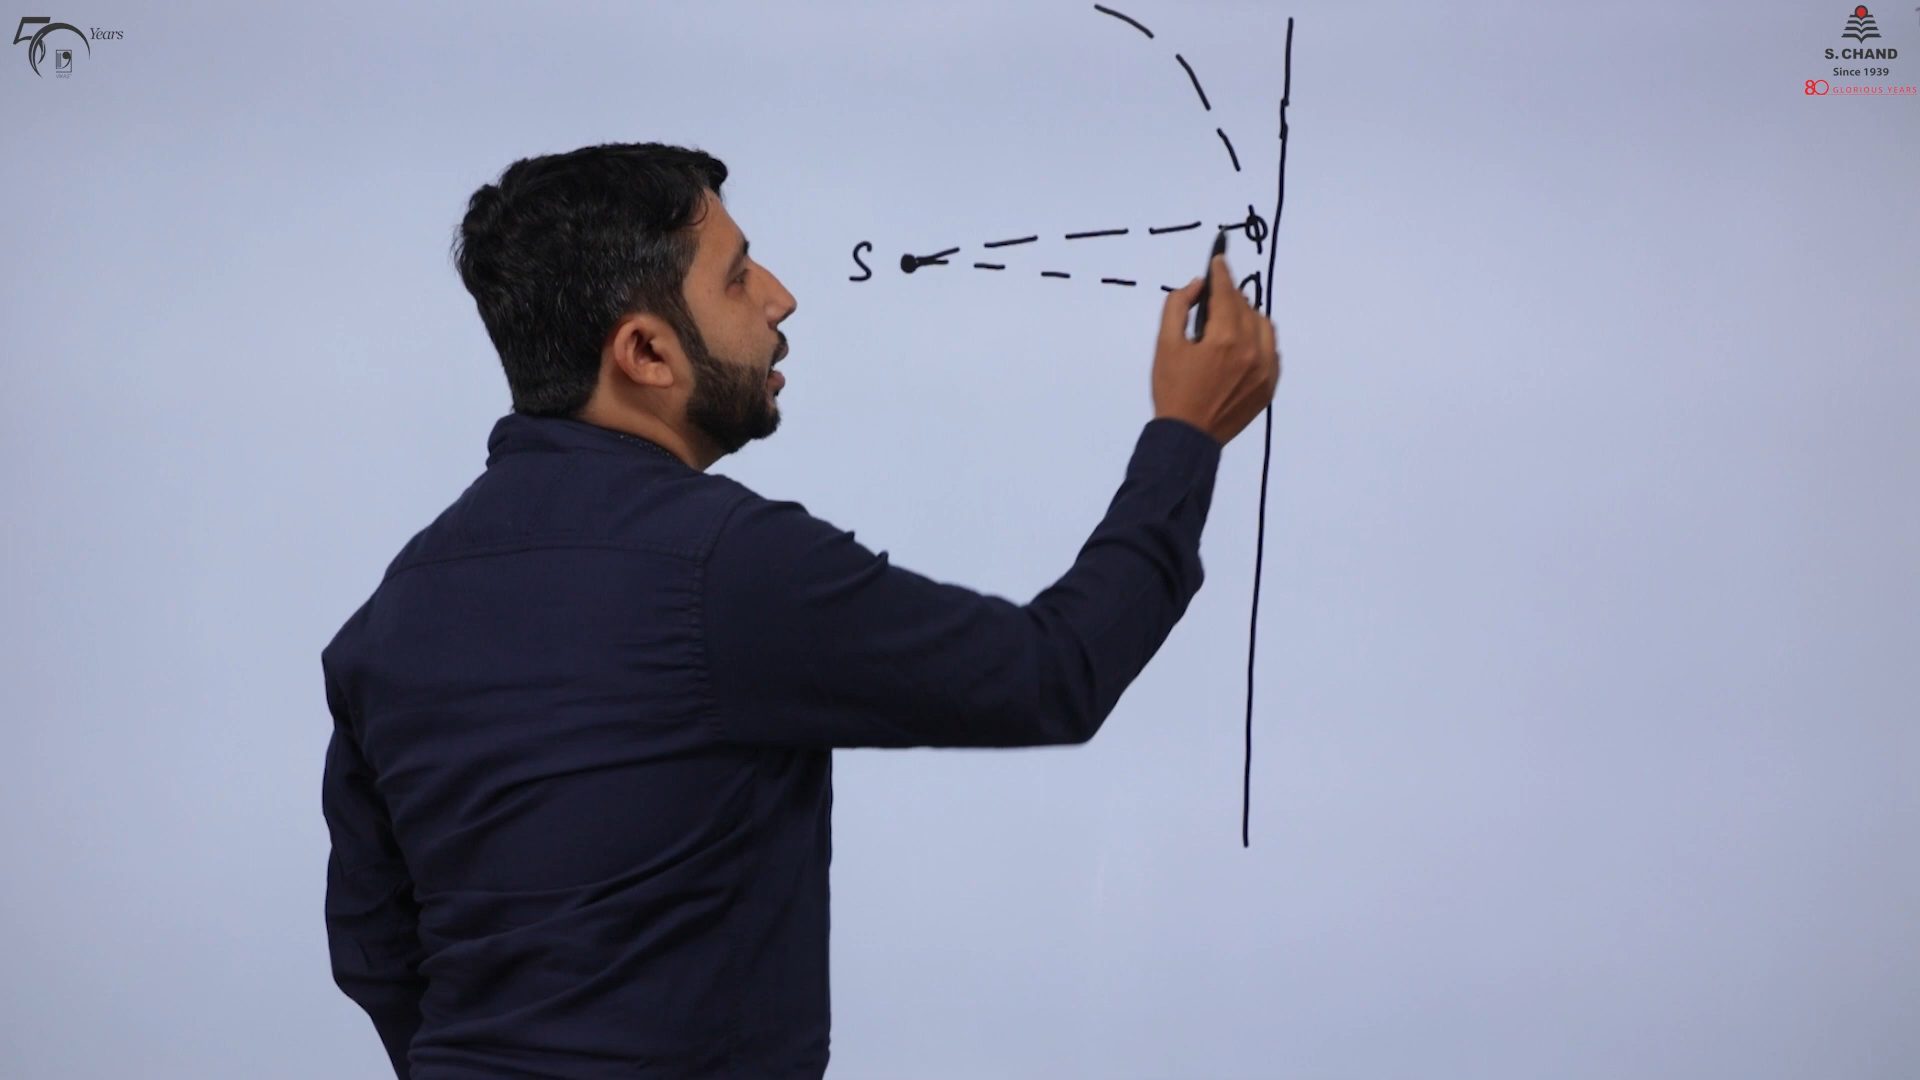 50 Years
S. CHAND
Since 1939
80 GLORIOUS YEARS
S